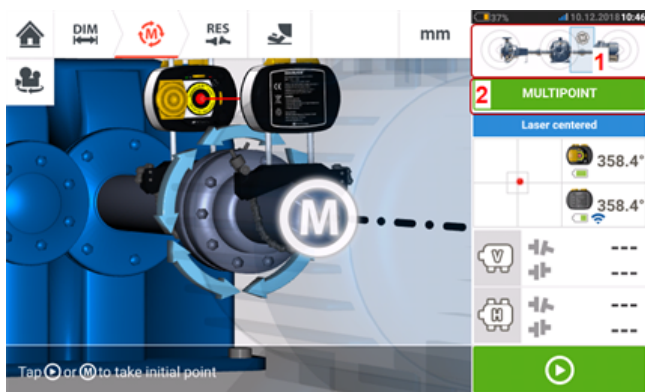 DIM
RES
mm
37%
10.12.2018 10:46
1
2
MULTIPOINT
Laser centered
358.4°
358.4°
V
---
---
H
---
---
M
Tap or M to take initial point